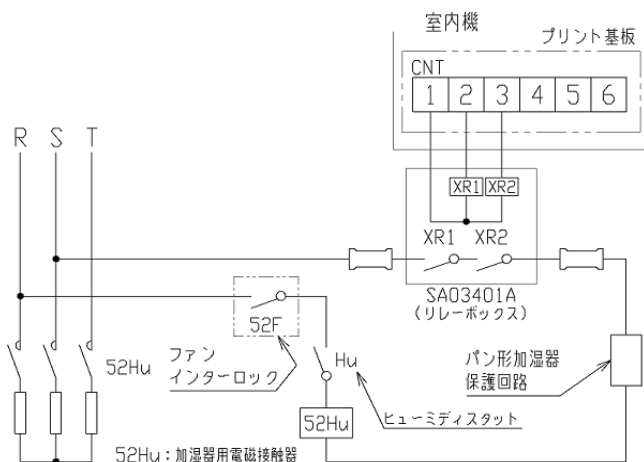 室内機
プリント基板
CNT
1 2 3 4 5 6
R S T
XR1 XR2
XR1 XR2
SA03401A
(リレーボックス)
52F
ファン
インターロック
52Hu
Hu
パン形加湿器
保護回路
ヒューミディスタット
52Hu
52Hu:加湿器用電磁接触器